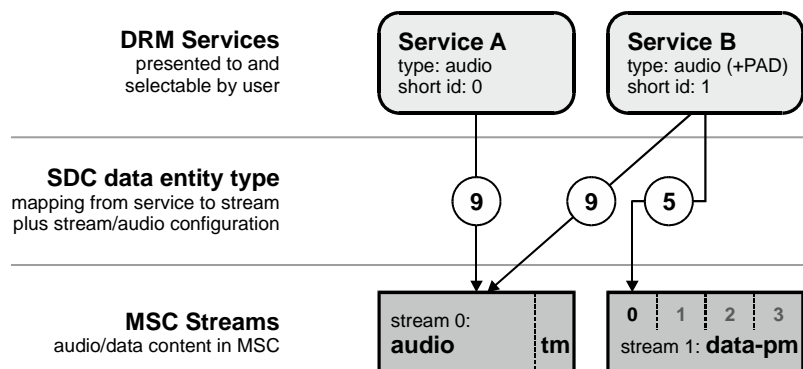 DRM Services
presented to and
selectable by user
Service A
type: audio
short id: 0
Service B
type: audio (+PAD)
short id: 1
SDC data entity type
mapping from service to stream
plus stream/audio configuration
9
9
5
MSC Streams
audio/data content in MSC
stream 0:
audio
tm
0 1 2 3
stream 1: data-pm